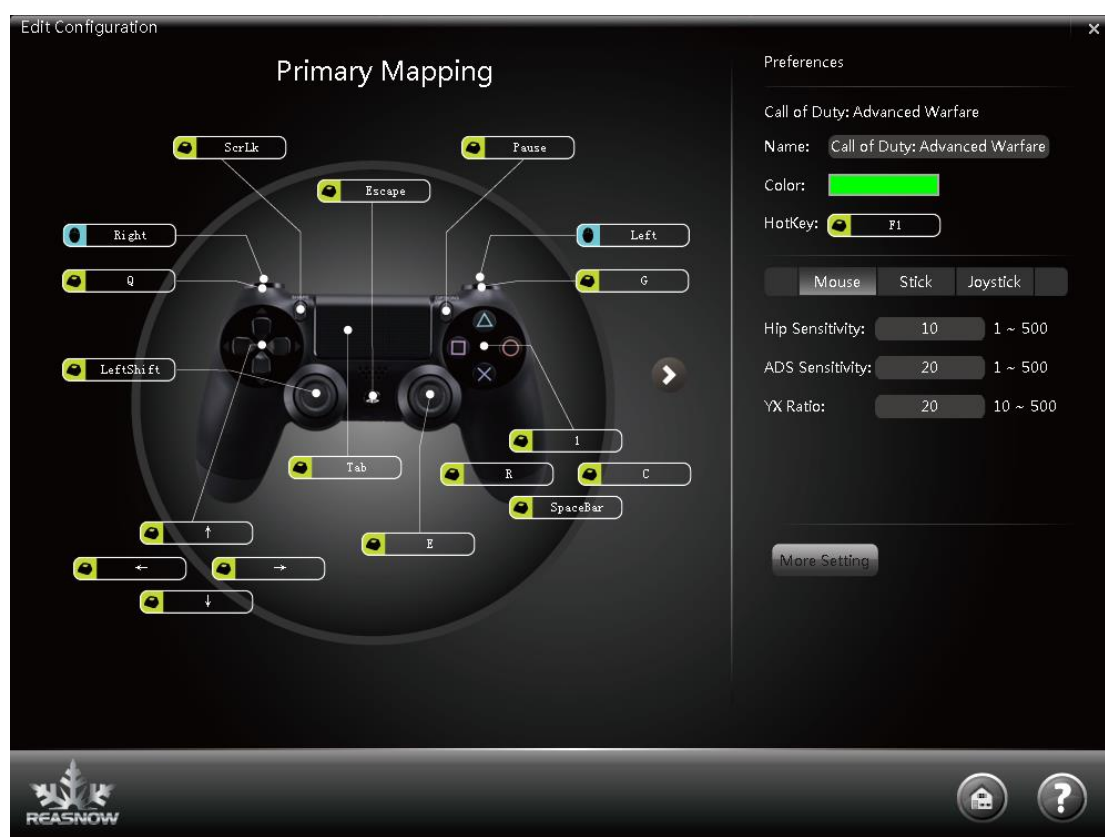 Edit Configuration
×
Primary Mapping
ScrLk
Pause
Escape
Right
Left
Q
G
LeftShift
1
Tab
R
C
SpaceBar
E
↑
← →
↓
Preferences
Call of Duty: Advanced Warfare
Name: Call of Duty: Advanced Warfare
Color:
HotKey: F1
Mouse Stick Joystick
Hip Sensitivity: 10 1 ~ 500
ADS Sensitivity: 20 1 ~ 500
YX Ratio: 20 10 ~ 500
More Setting
REASNOW
?